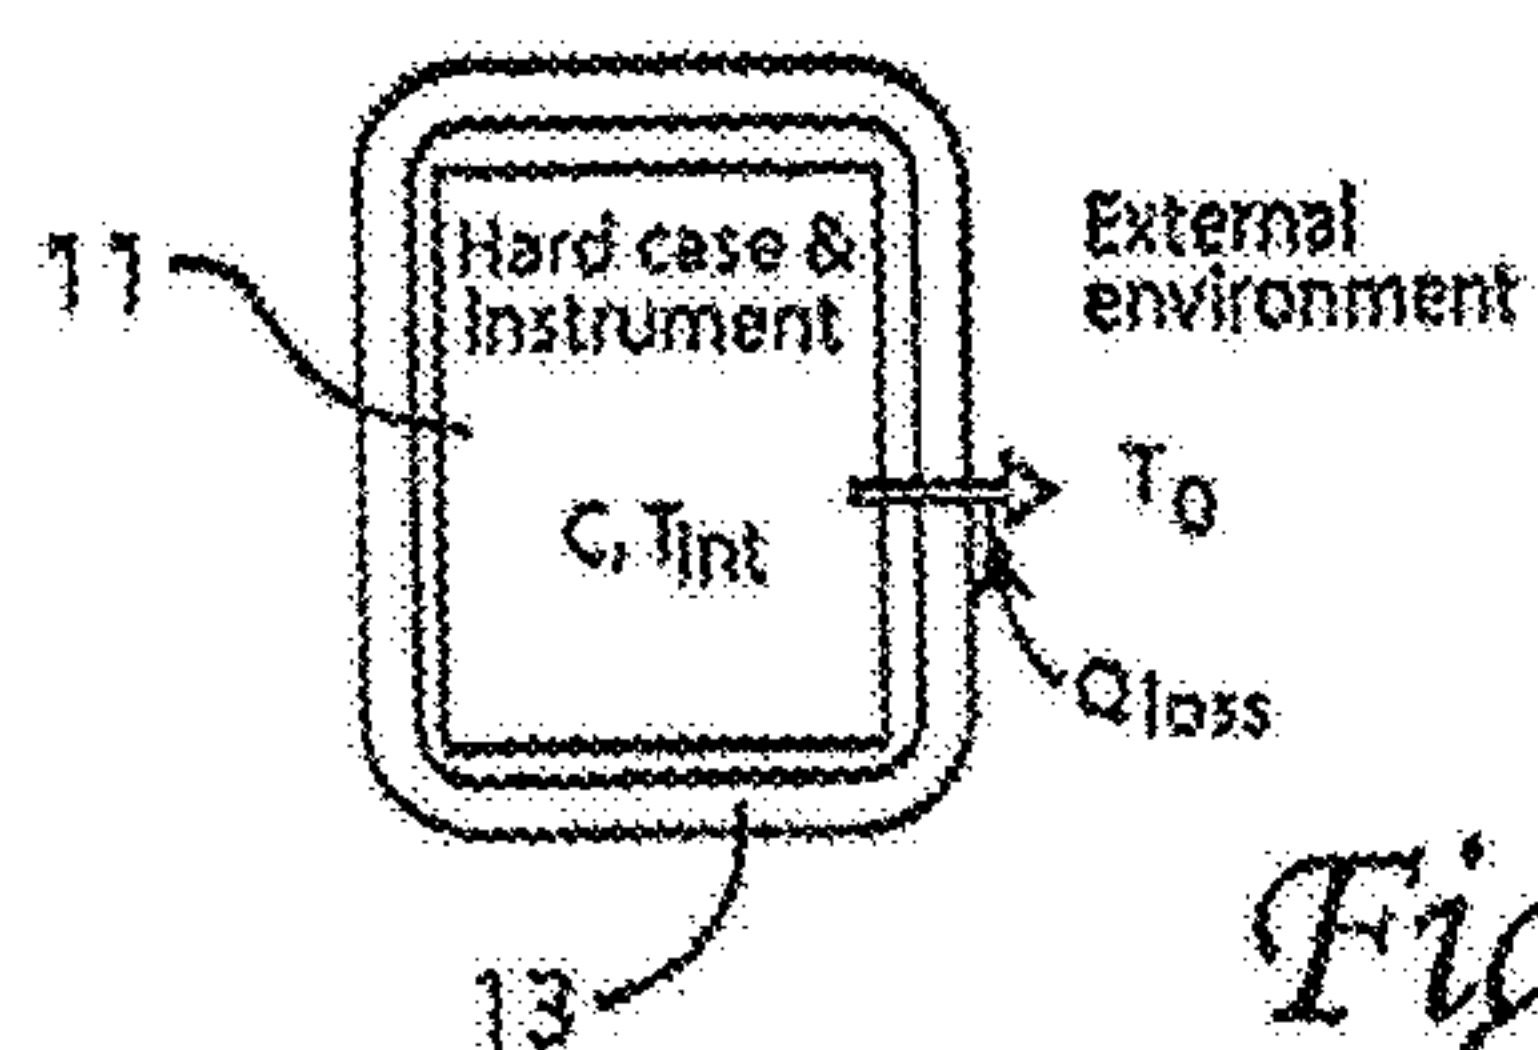 11
Hard case &
Instrument
External
environment
C, Tint
T0
Qloss
13
Fig